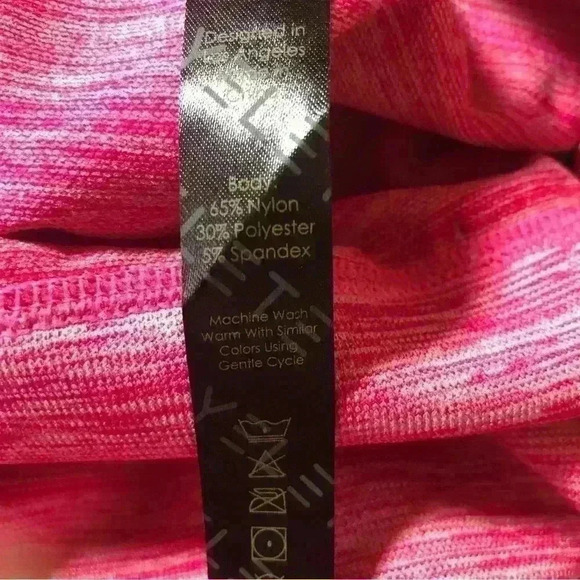 Designed in
Los Angeles
Body:
65% Nylon
30% Polyester
5% Spandex
Machine Wash
Warm With Similar
Colors Using
Gentle Cycle